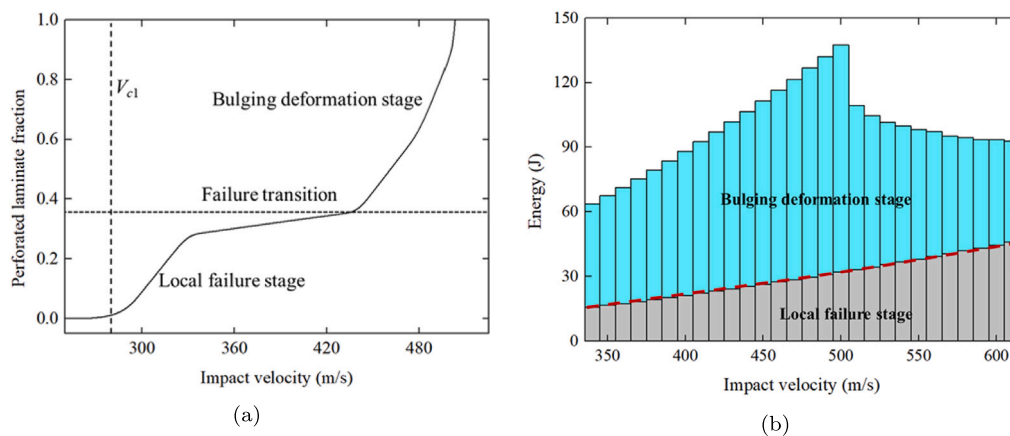 1.0
0.8
0.6
0.4
0.2
0.0
Perforated laminate fraction
V_{c1}
Bulging deformation stage
Failure transition
Local failure stage
300
360
420
480
Impact velocity (m/s)
(a)
150
120
90
60
30
0
Energy (J)
Bulging deformation stage
Local failure stage
350
400
450
500
550
600
Impact velocity (m/s)
(b)